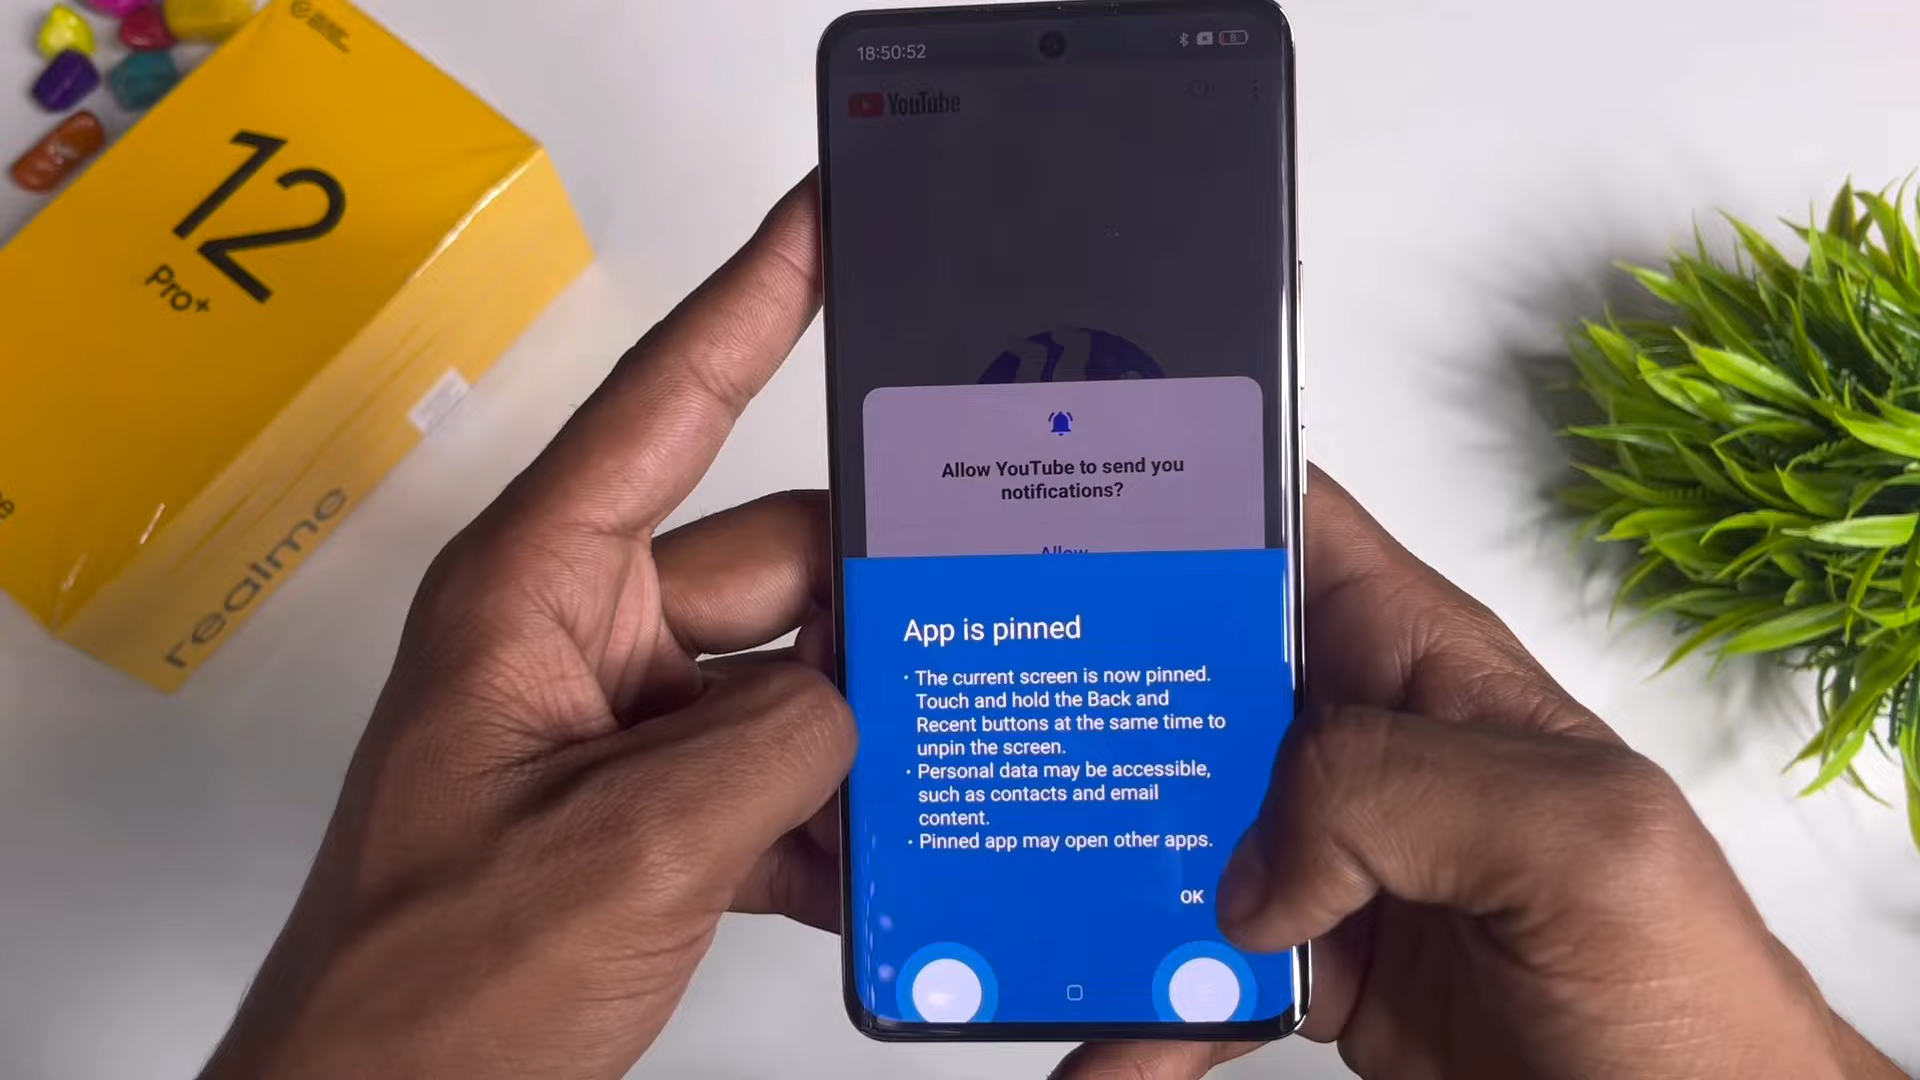 12
Pro+
realme
18:50:52
8
YouTube
Allow YouTube to send you
notifications?
Allow
App is pinned
• The current screen is now pinned.
Touch and hold the Back and
Recent buttons at the same time to
unpin the screen.
• Personal data may be accessible,
such as contacts and email
content.
• Pinned app may open other apps.
OK